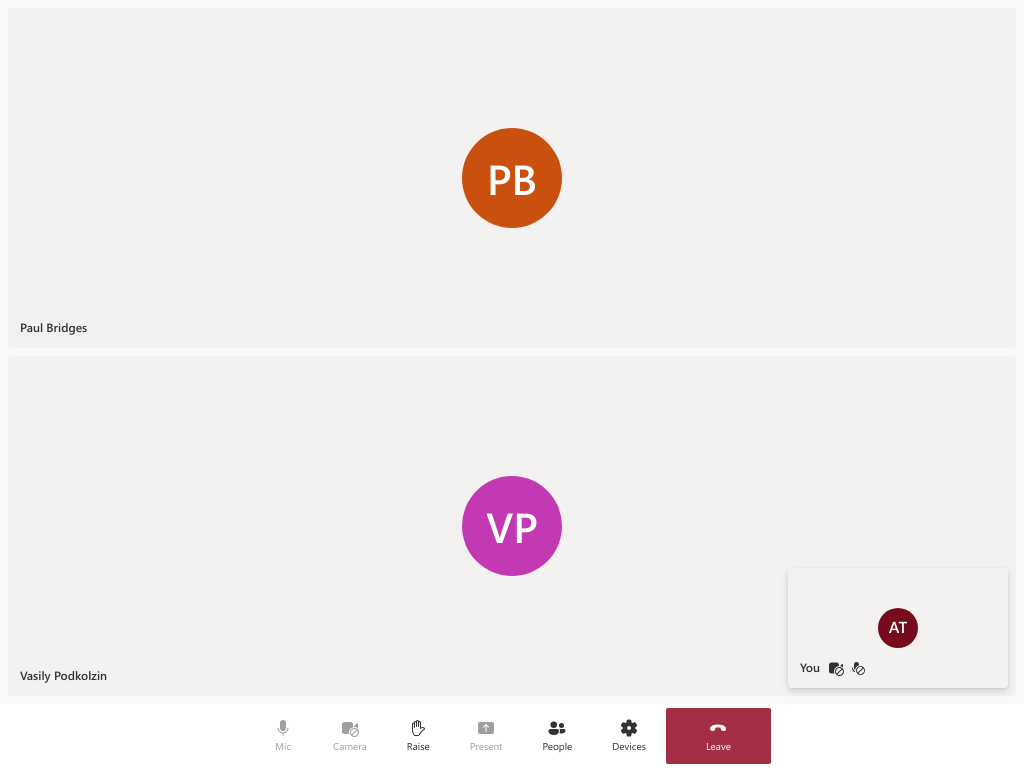 PB
Paul Bridges
VP
Vasily Podkolzin
AT
You
Mic
Camera
Raise
Present
People
Devices
Leave